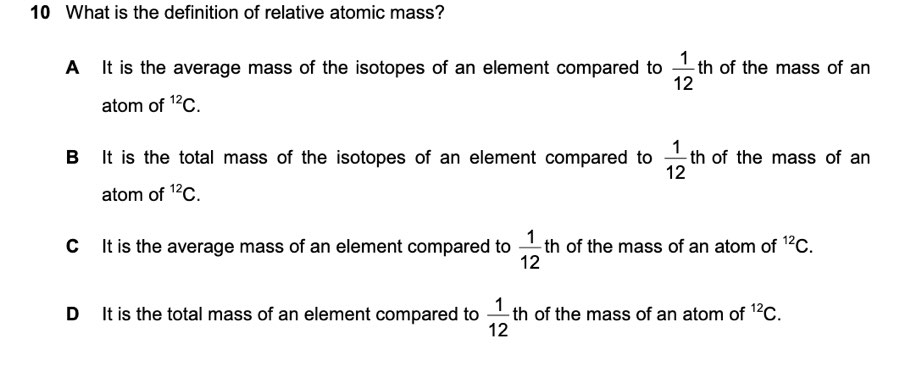 10 What is the definition of relative atomic mass?
A It is the average mass of the isotopes of an element compared to 1/12 th of the mass of an
atom of ¹²C.
B It is the total mass of the isotopes of an element compared to 1/12 th of the mass of an
atom of ¹²C.
C It is the average mass of an element compared to 1/12 th of the mass of an atom of ¹²C.
D It is the total mass of an element compared to 1/12 th of the mass of an atom of ¹²C.